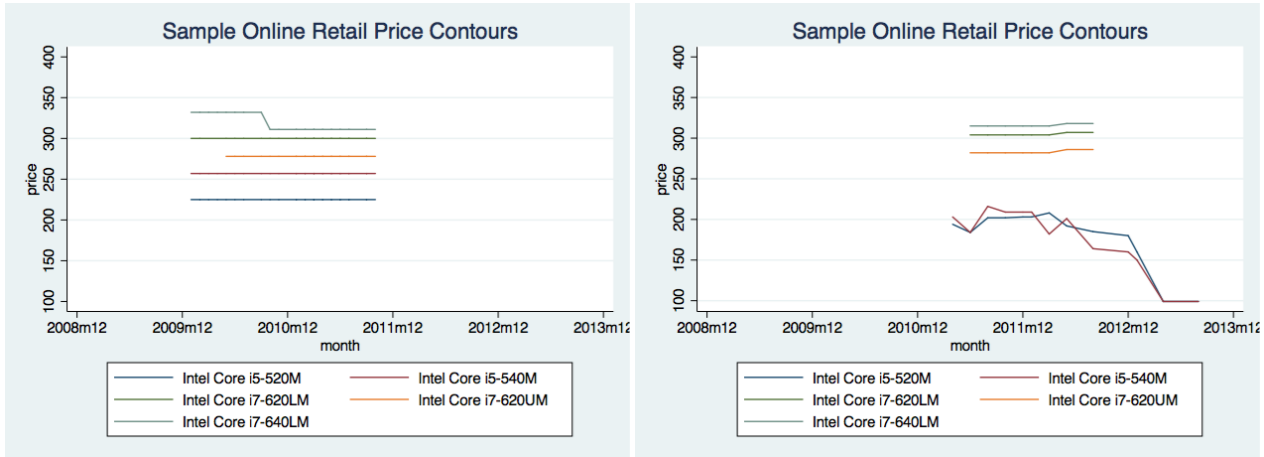 Sample Online Retail Price Contours
400
350
300
250
200
150
100
price
2008m12 2009m12 2010m12 2011m12 2012m12 2013m12
month
Intel Core i5-520M Intel Core i5-540M
Intel Core i7-620LM Intel Core i7-620UM
Intel Core i7-640LM
Sample Online Retail Price Contours
400
350
300
250
200
150
100
price
2008m12 2009m12 2010m12 2011m12 2012m12 2013m12
month
Intel Core i5-520M Intel Core i5-540M
Intel Core i7-620LM Intel Core i7-620UM
Intel Core i7-640LM